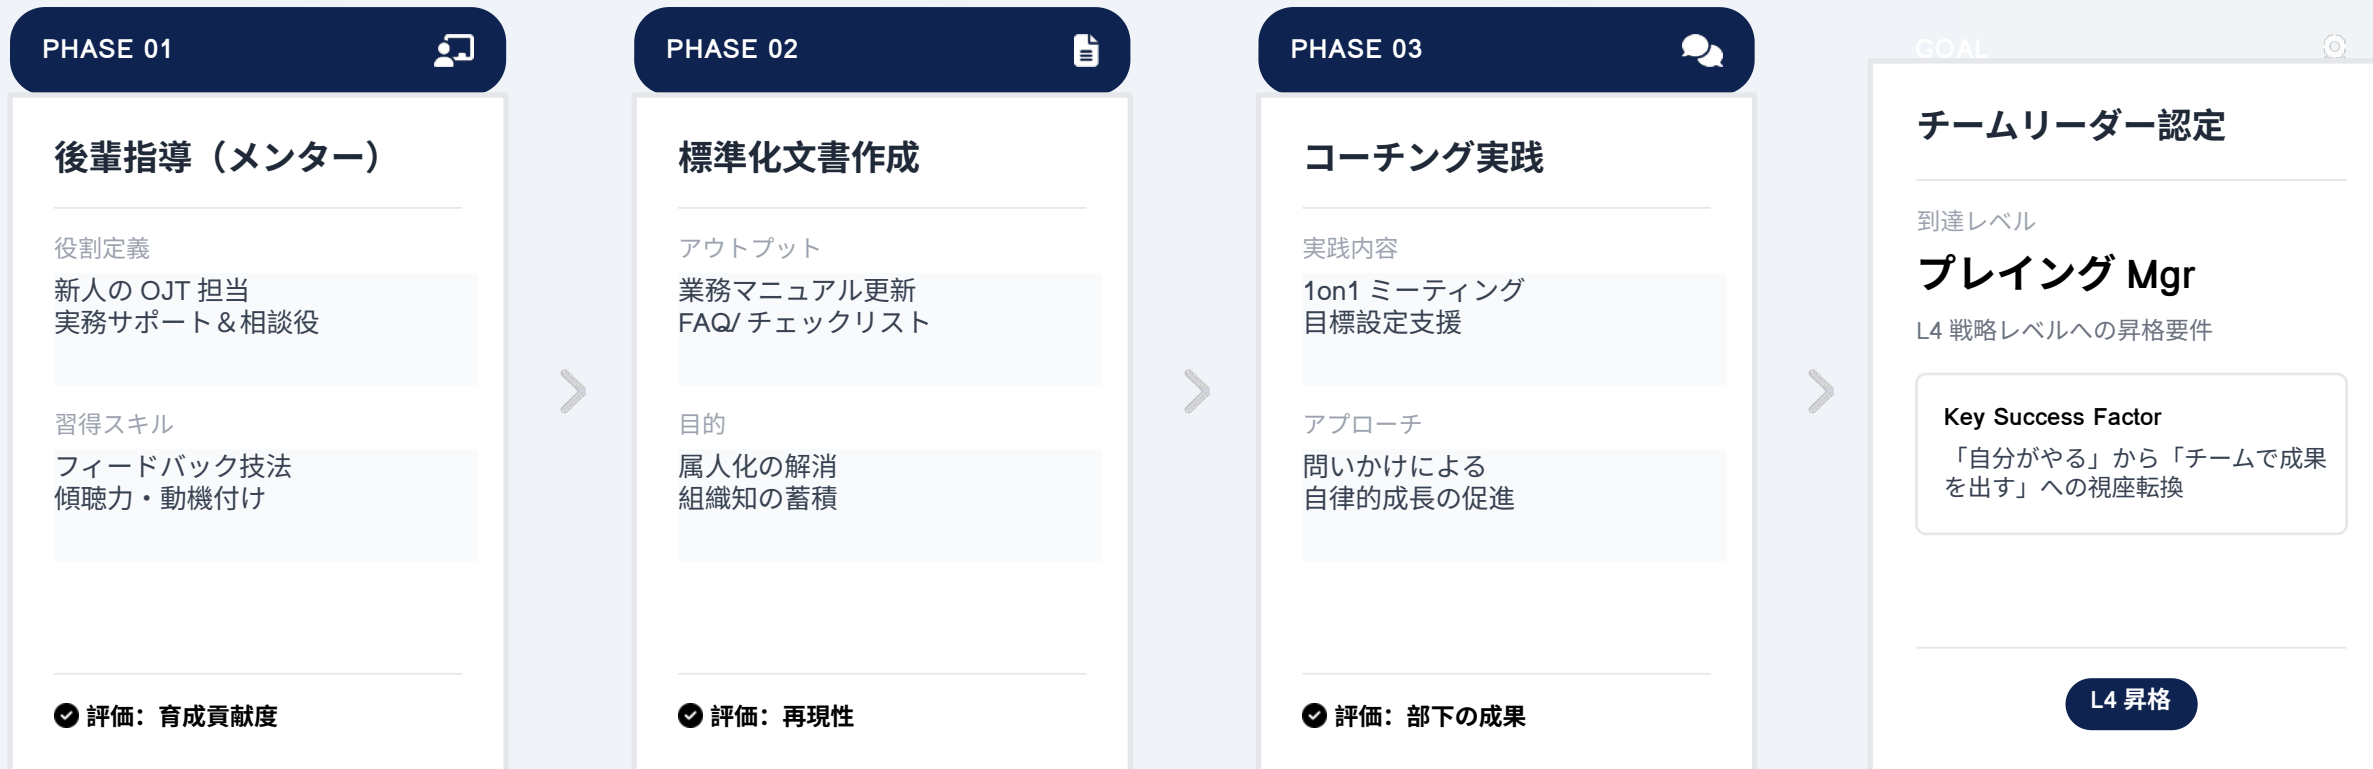 PHASE 01
後輩指導（メンター）
役割定義
新人の OJT 担当
実務サポート＆相談役
習得スキル
フィードバック技法
傾聴力・動機付け
評価：育成貢献度
PHASE 02
標準化文書作成
アウトプット
業務マニュアル更新
FAQ/ チェックリスト
目的
属人化の解消
組織知の蓄積
評価：再現性
PHASE 03
コーチング実践
実践内容
1on1 ミーティング
目標設定支援
アプローチ
問いかけによる
自律的成長の促進
評価：部下の成果
GOAL
チームリーダー認定
到達レベル
プレイング Mgr
L4 戦略レベルへの昇格要件
Key Success Factor
「自分がやる」から「チームで成果
を出す」への視座転換
L4 昇格